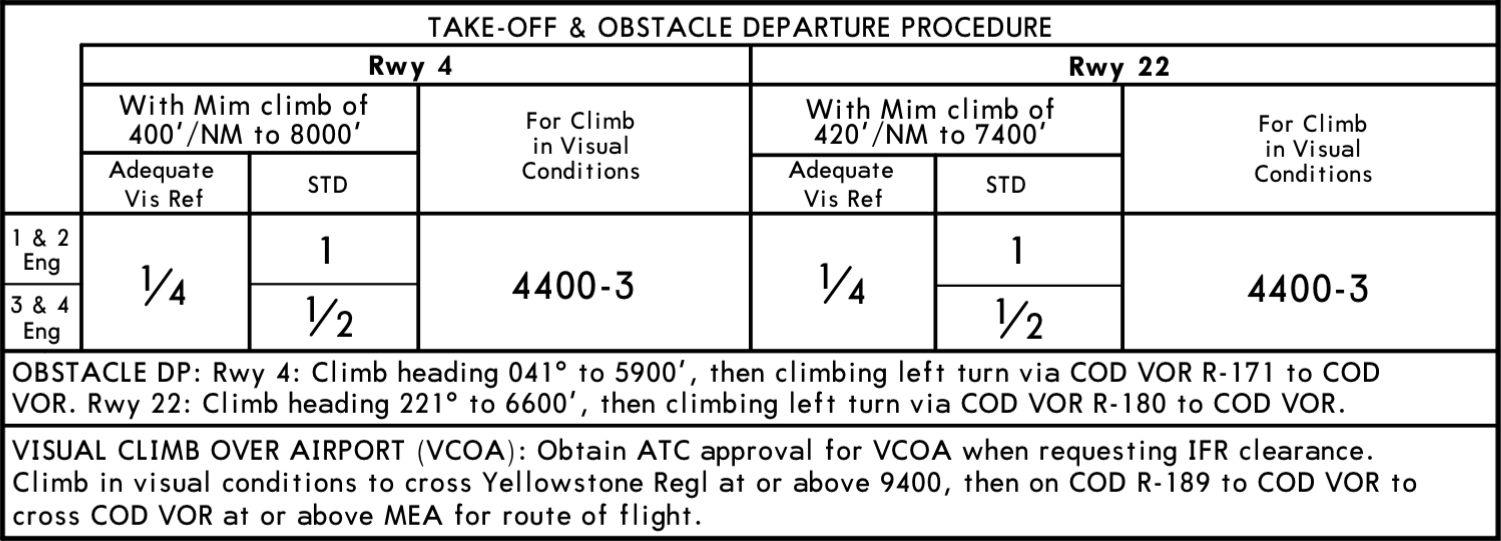 TAKE-OFF & OBSTACLE DEPARTURE PROCEDURE
Rwy 4
Rwy 22
With Mim climb of
400'/NM to 8000'
For Climb
in Visual
Conditions
With Mim climb of
420'/NM to 7400'
For Climb
in Visual
Conditions
Adequate
Vis Ref
STD
Adequate
Vis Ref
STD
1 & 2
Eng
1/4
1
4400-3
1/4
1
4400-3
3 & 4
Eng
1/2
1/2
OBSTACLE DP: Rwy 4: Climb heading 041° to 5900', then climbing left turn via COD VOR R-171 to COD
VOR. Rwy 22: Climb heading 221° to 6600', then climbing left turn via COD VOR R-180 to COD VOR.
VISUAL CLIMB OVER AIRPORT (VCOA): Obtain ATC approval for VCOA when requesting IFR clearance.
Climb in visual conditions to cross Yellowstone Regl at or above 9400, then on COD R-189 to COD VOR to
cross COD VOR at or above MEA for route of flight.